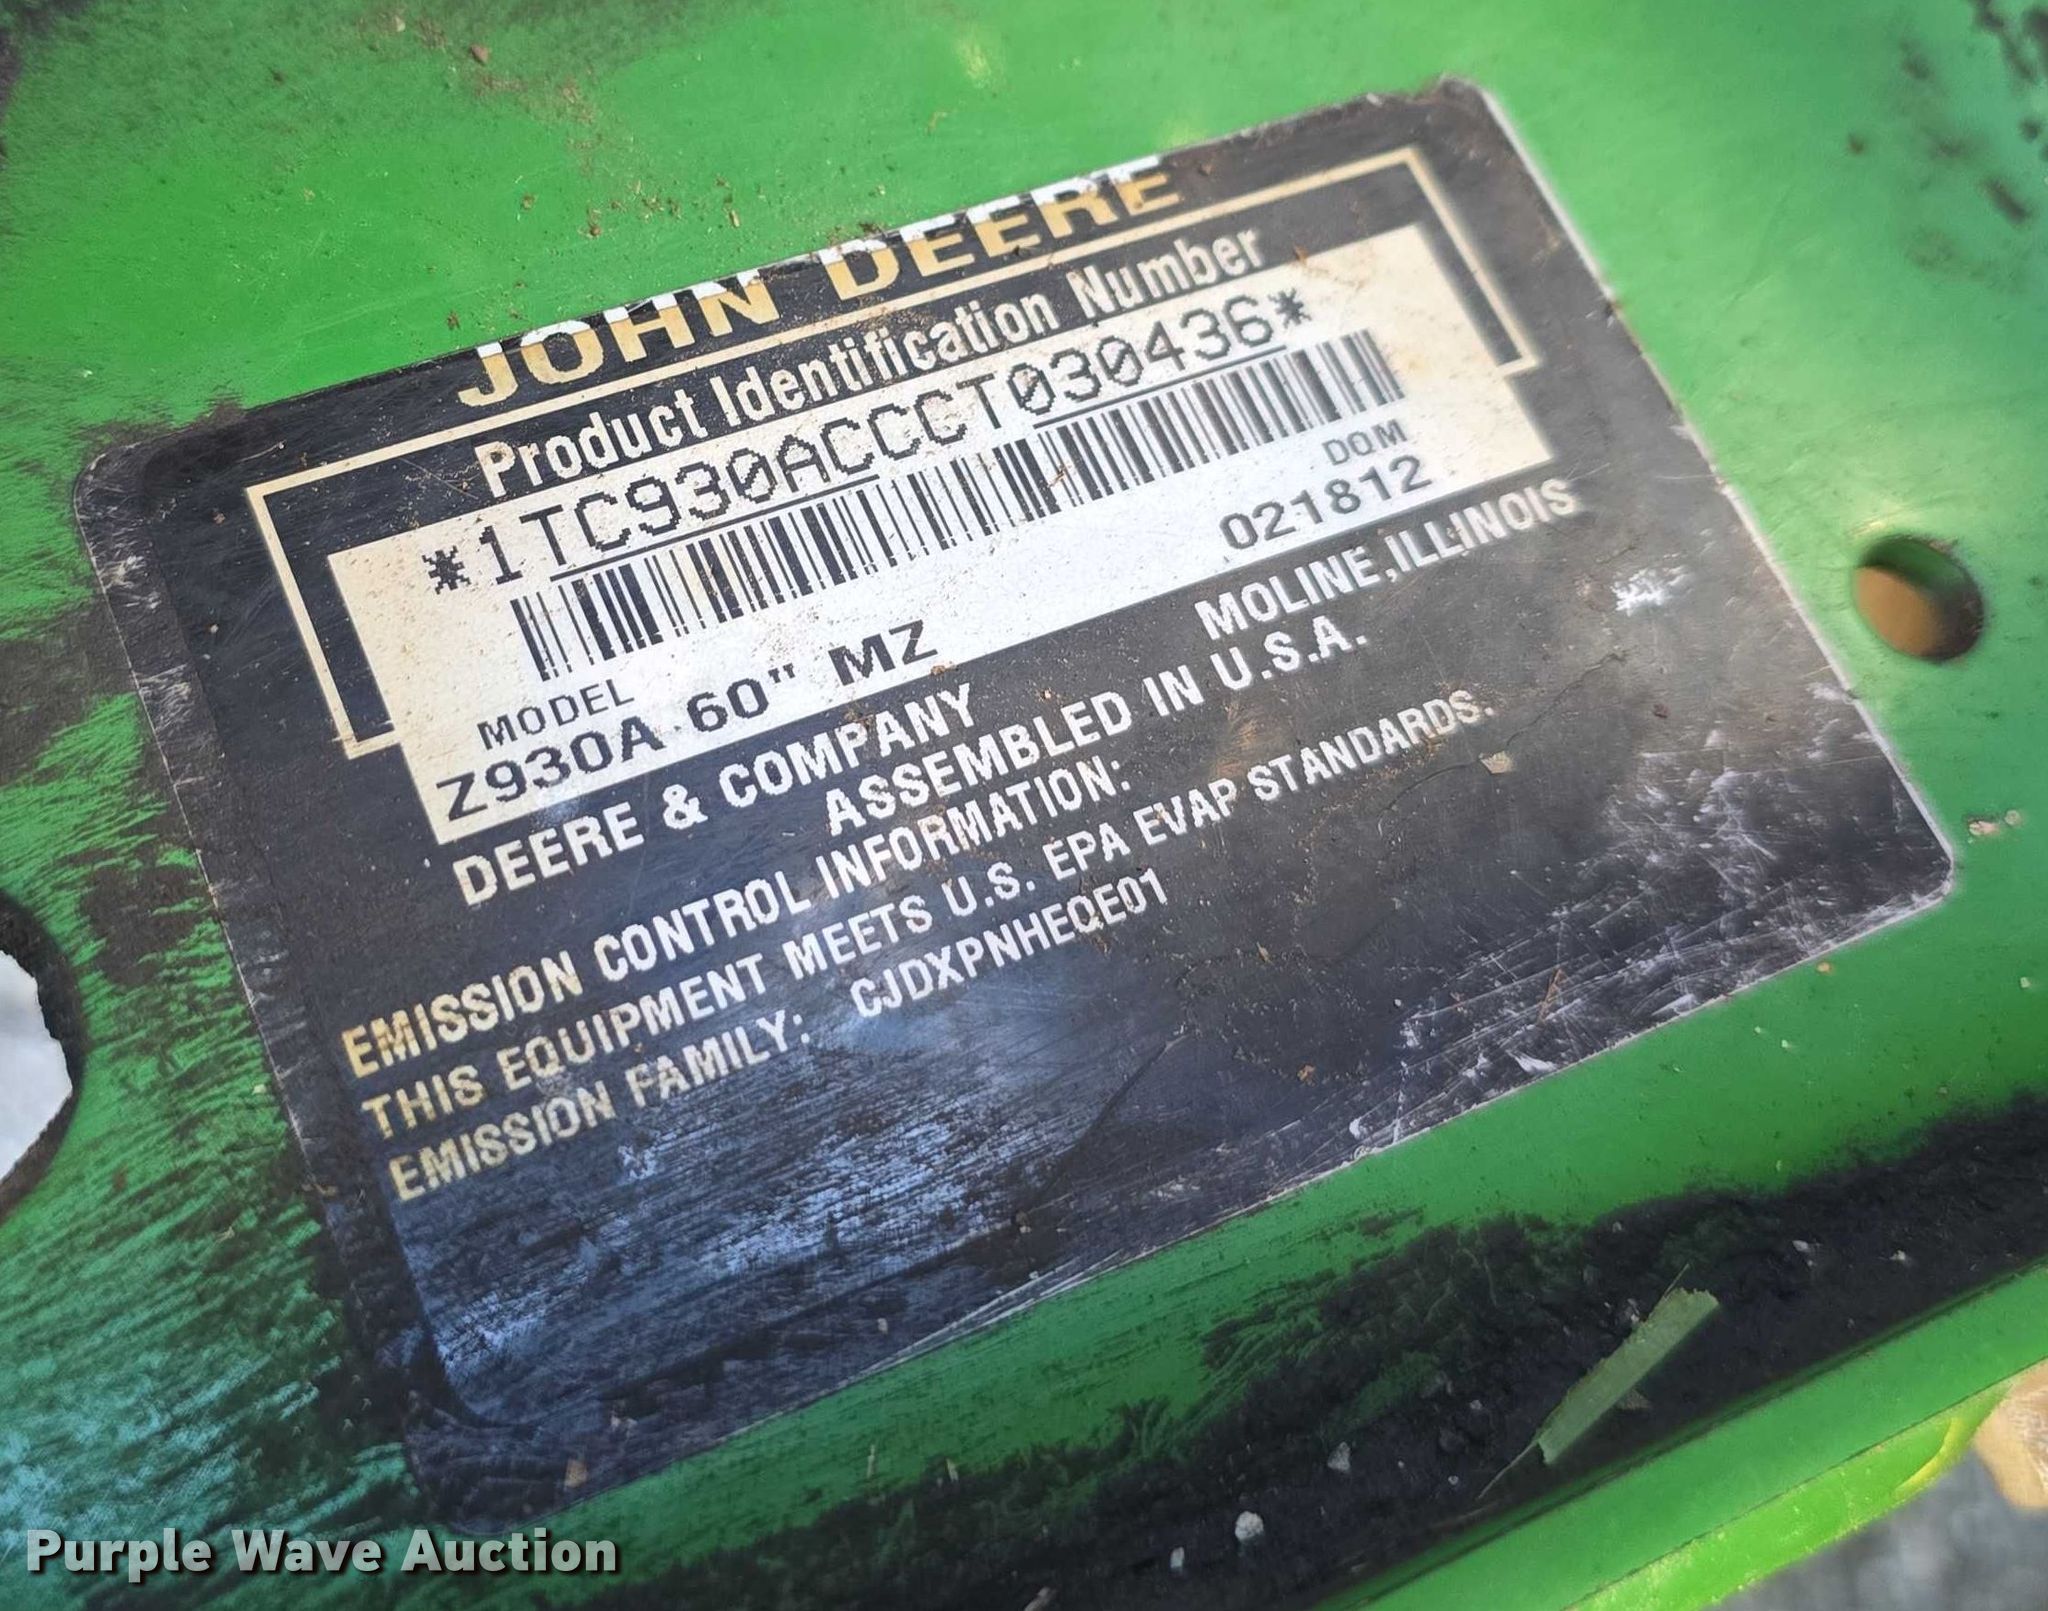 JOHN DEERE
Product Identification Number
*1TC930ACCCT030436*
DOM
021812
MODEL
Z930A 60" MZ
DEERE & COMPANY MOLINE, ILLINOIS
ASSEMBLED IN U.S.A.
EMISSION CONTROL INFORMATION:
THIS EQUIPMENT MEETS U.S. EPA EVAP STANDARDS.
EMISSION FAMILY: CJDXPNHEQE01
Purple Wave Auction